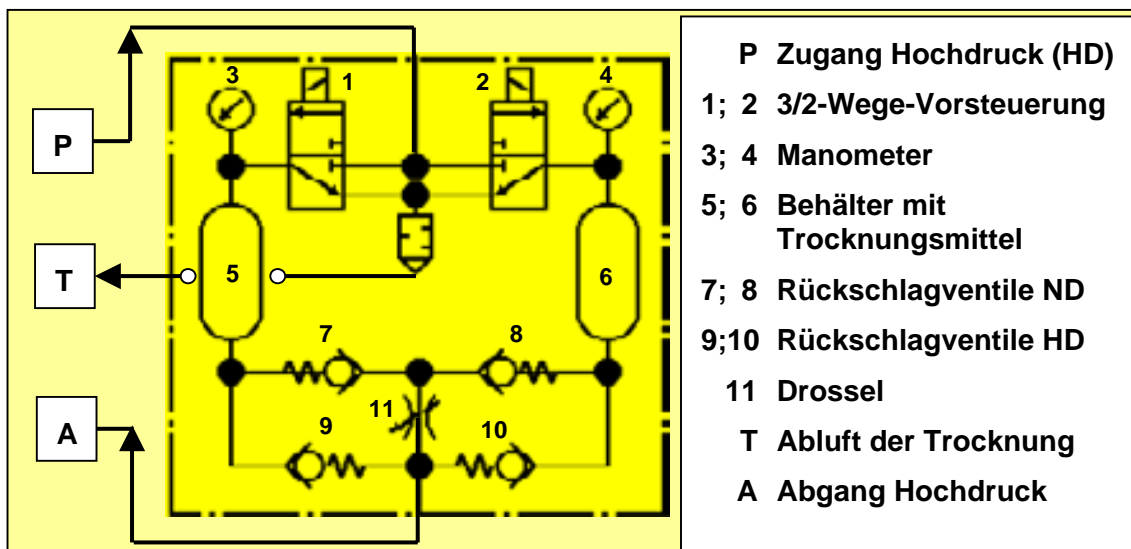 3
1
2
4
P
T
5
6
7
8
11
A
9
10
P Zugang Hochdruck (HD)
1; 2 3/2-Wege-Vorsteuerung
3; 4 Manometer
5; 6 Behälter mit
Trocknungsmittel
7; 8 Rückschlagventile ND
9;10 Rückschlagventile HD
11 Drossel
T Abluft der Trocknung
A Abgang Hochdruck